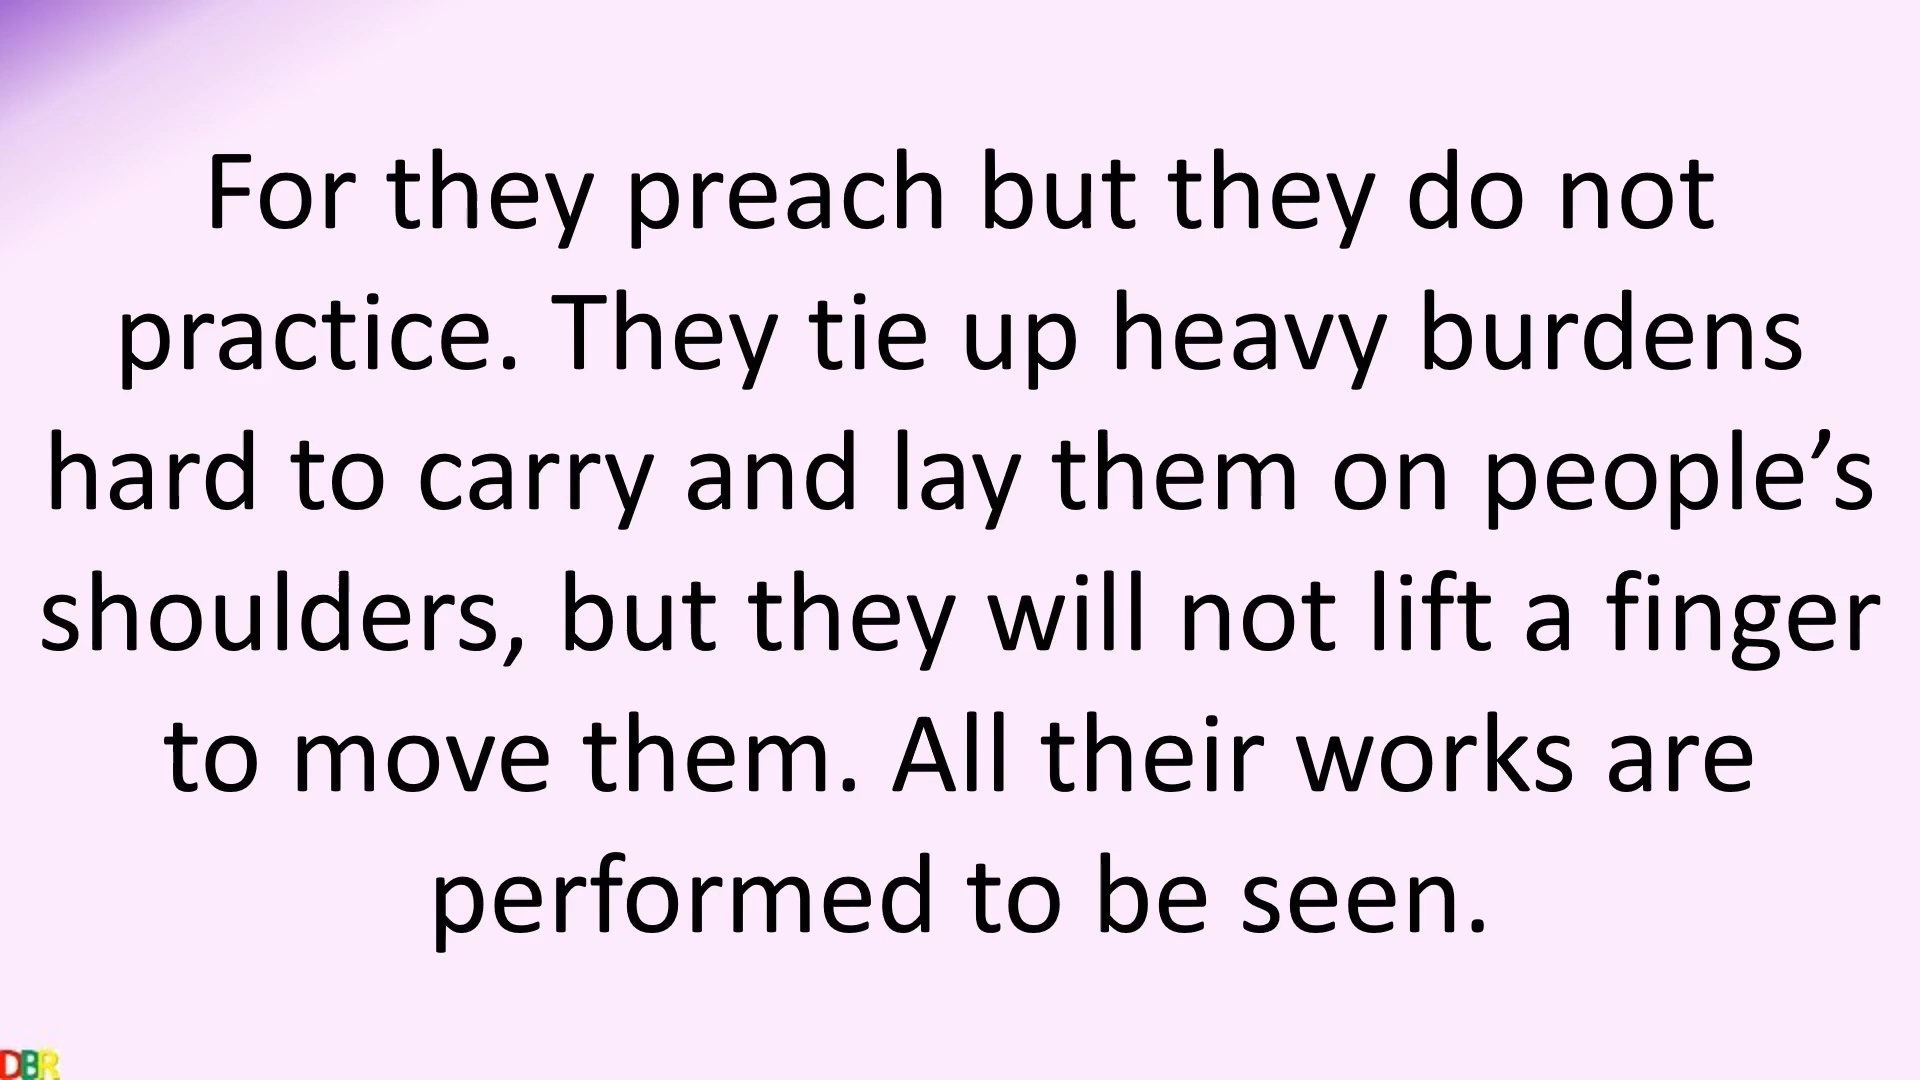 For they preach but they do not
practice. They tie up heavy burdens
hard to carry and lay them on people’s
shoulders, but they will not lift a finger
to move them. All their works are
performed to be seen.
DBR